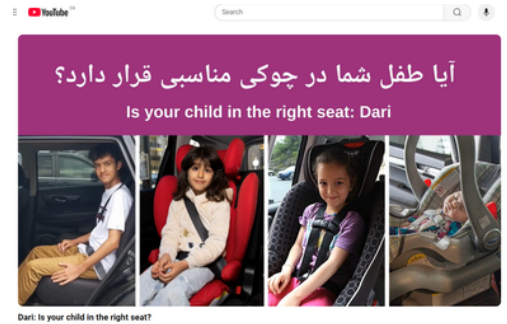 YouTube CA
Search
آیا طفل شما در چوکی مناسبی قرار دارد؟
Is your child in the right seat: Dari
Dari: Is your child in the right seat?